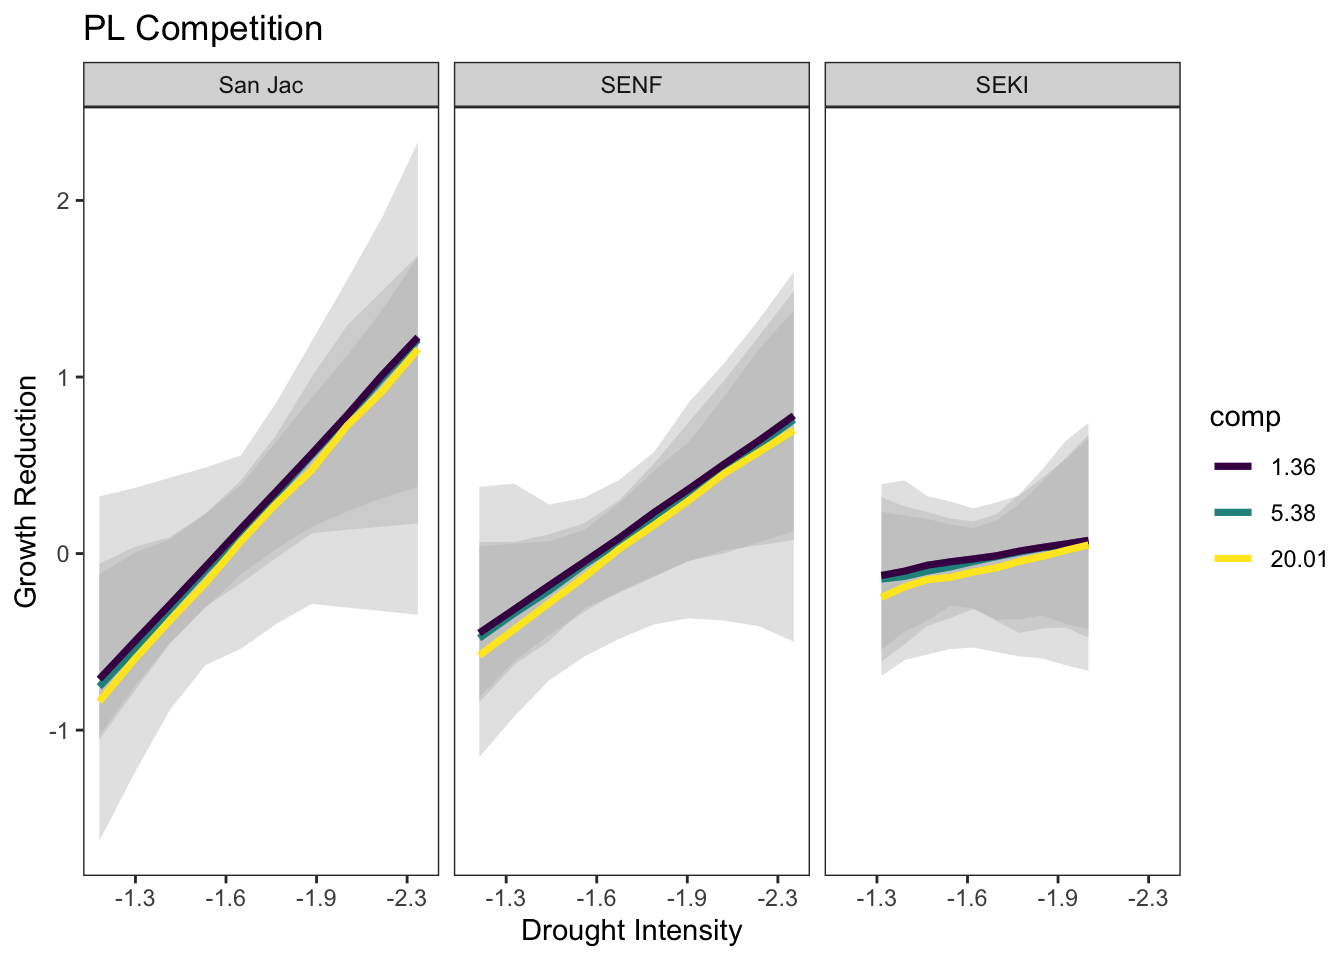 PL Competition
San Jac
SENF
SEKI
2
1
0
-1
Growth Reduction
-1.3 -1.6 -1.9 -2.3
-1.3 -1.6 -1.9 -2.3
-1.3 -1.6 -1.9 -2.3
Drought Intensity
comp
1.36
5.38
20.01